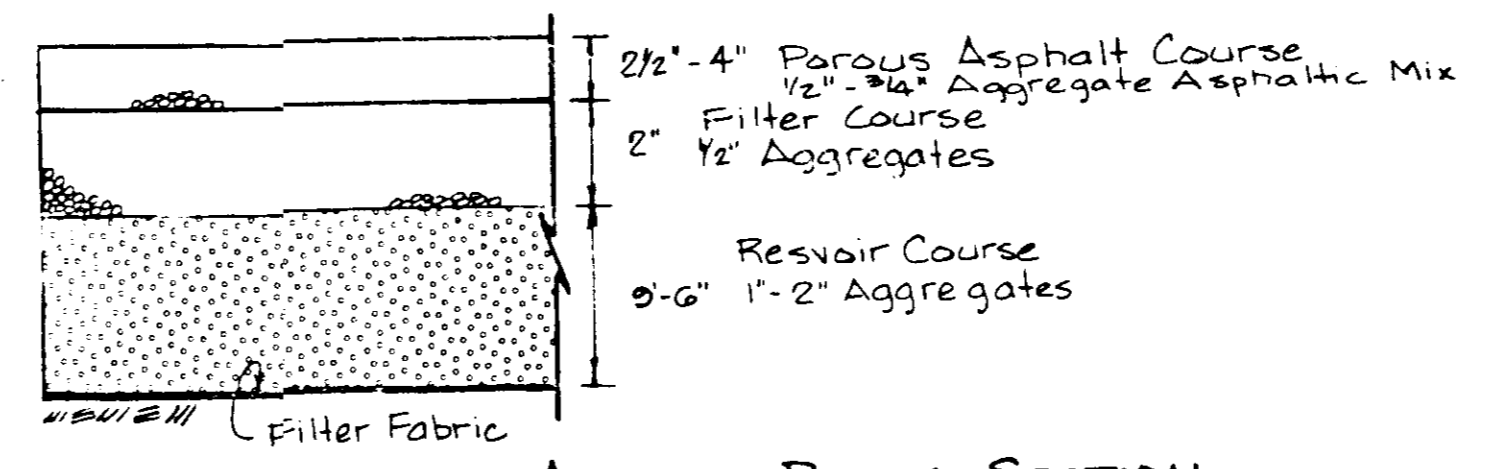 2½"-4" Porous Asphalt Course
½"-¾" Aggregate Asphaltic Mix
2" Filter Course
½" Aggregates
Resvoir Course
9'-6" 1"-2" Aggregates
Filter Fabric
SECTION